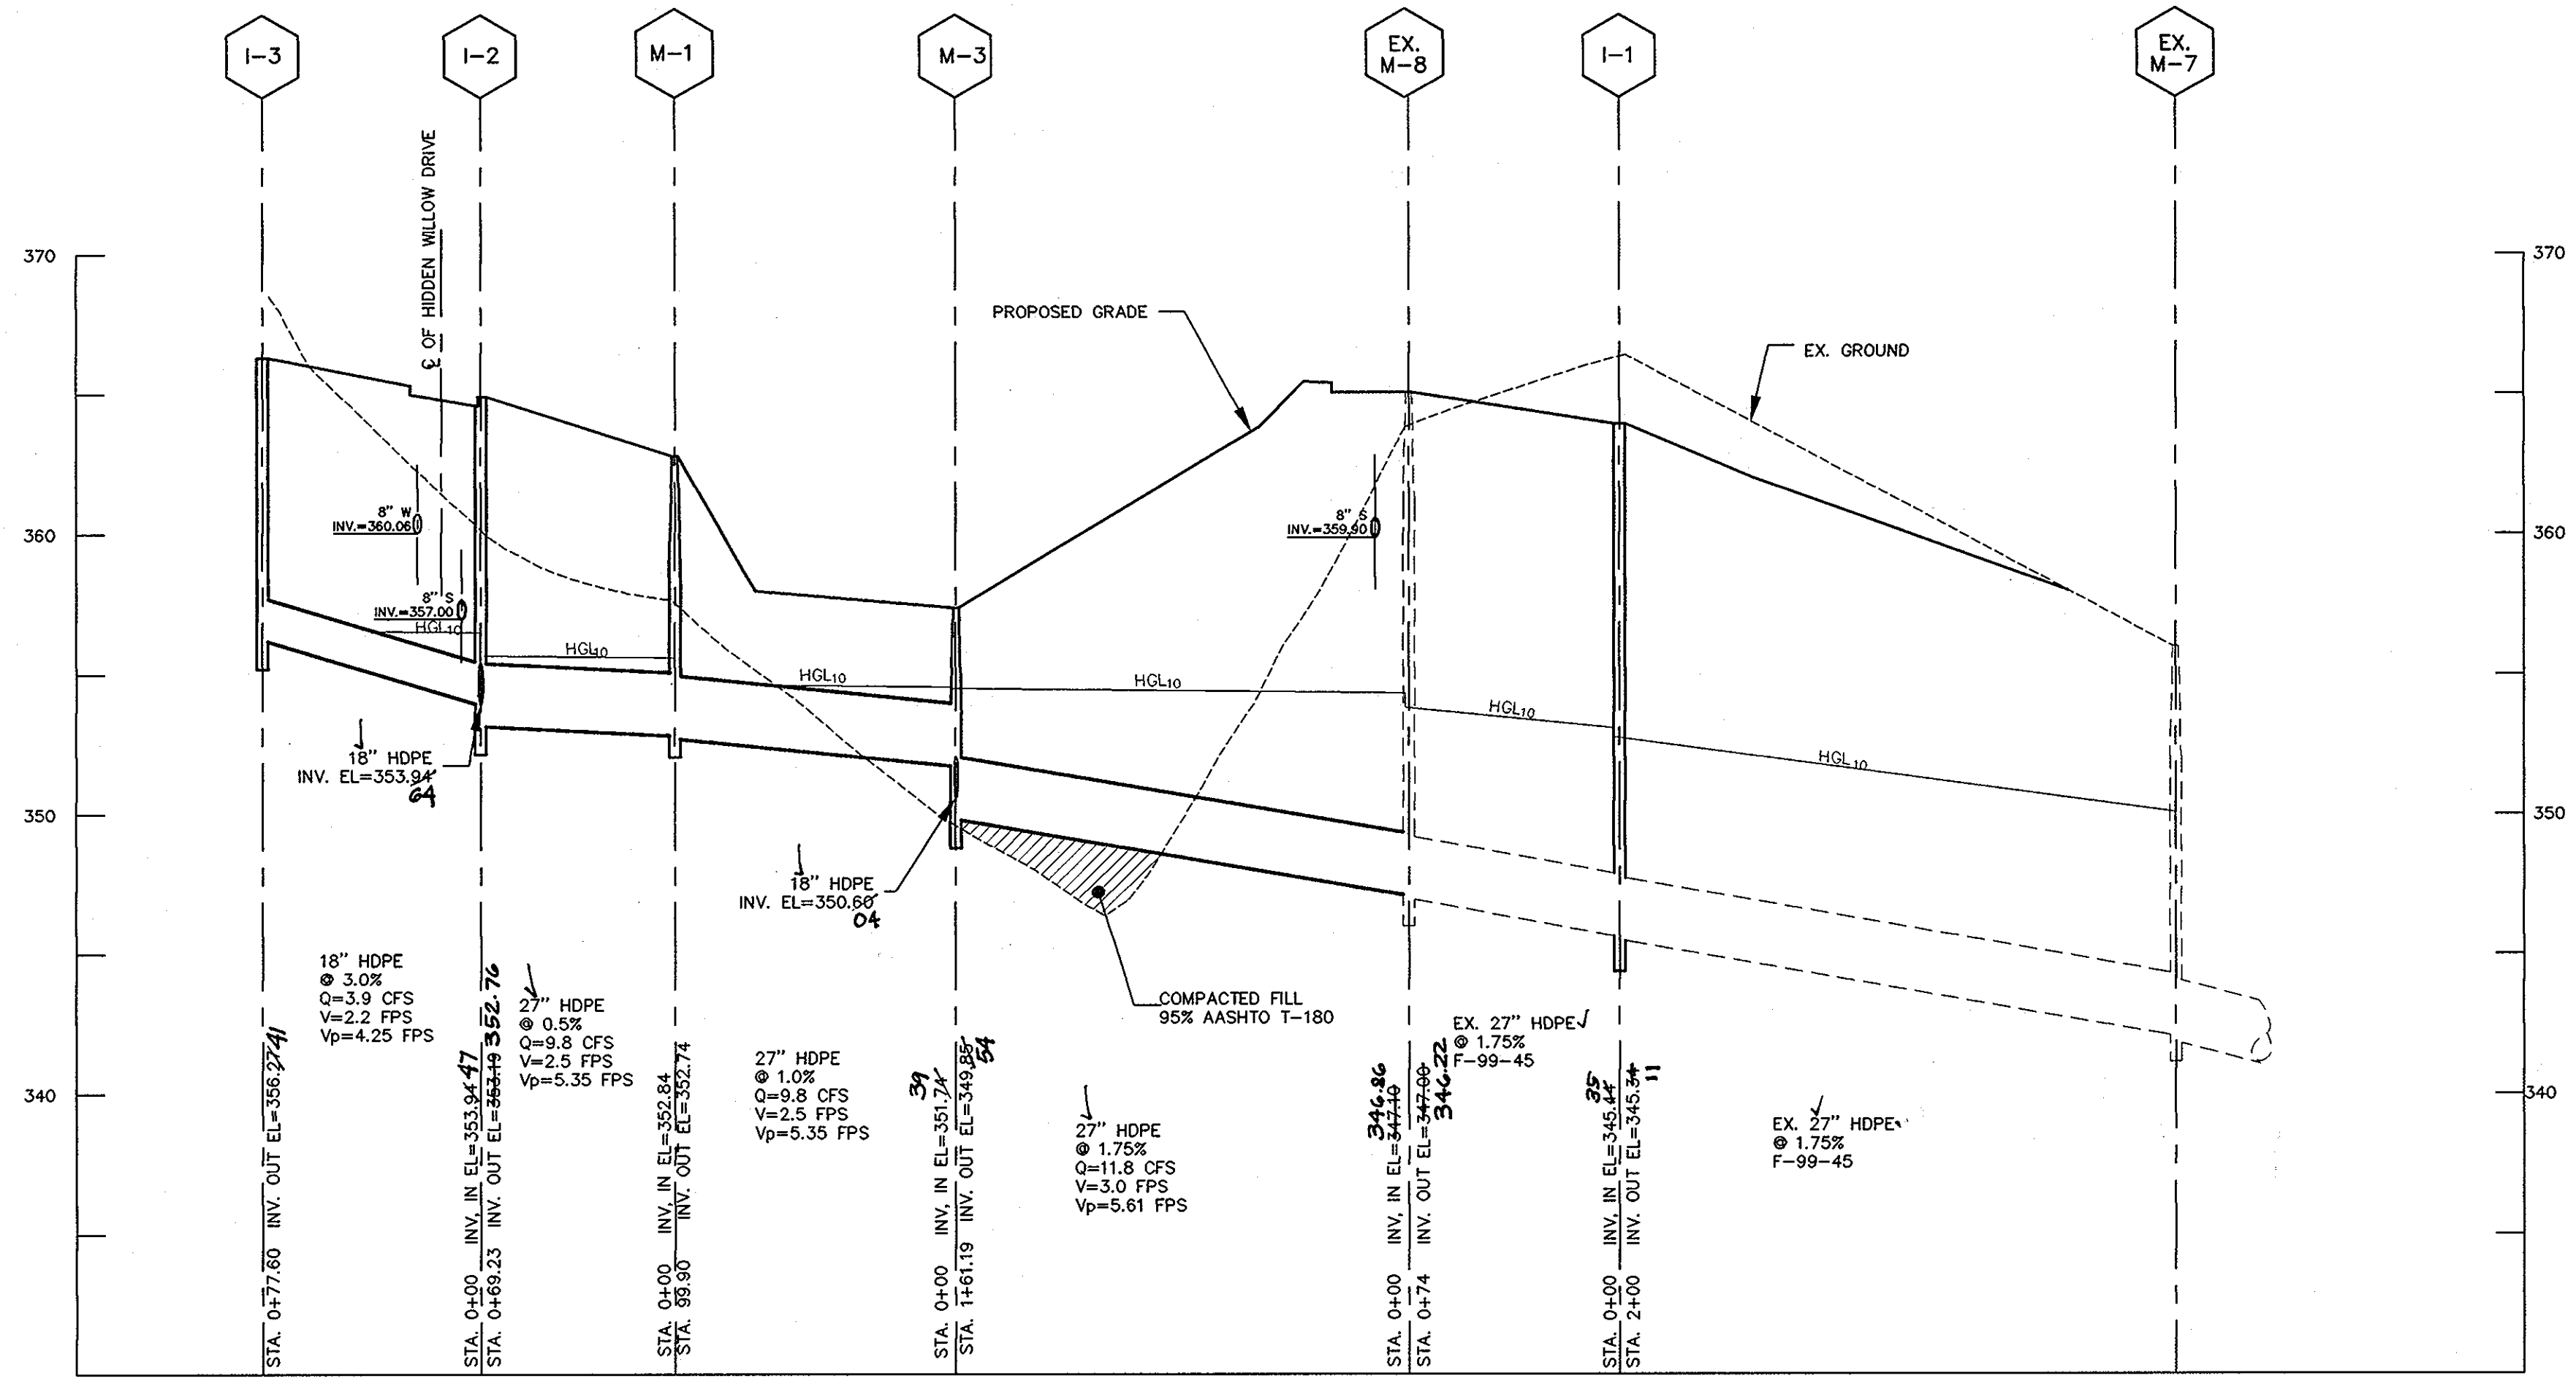 I-3
I-2
M-1
M-3
EX.
M-8
I-1
EX.
M-7
℄ OF HIDDEN WILLOW DRIVE
370
370
PROPOSED GRADE
EX. GROUND
8" W
INV.=360.06
8" S
INV.=359.90
360
360
8" S
INV.=357.00
HGL10
HGL10
HGL10
HGL10
HGL10
HGL10
18" HDPE
INV. EL=353.94
64
350
350
18" HDPE
INV. EL=350.60
04
18" HDPE
@ 3.0%
Q=3.9 CFS
V=2.2 FPS
Vp=4.25 FPS
27" HDPE
@ 0.5%
Q=9.8 CFS
V=2.5 FPS
Vp=5.35 FPS
27" HDPE
@ 1.0%
Q=9.8 CFS
V=2.5 FPS
Vp=5.35 FPS
COMPACTED FILL
95% AASHTO T-180
27" HDPE
@ 1.75%
Q=11.8 CFS
V=3.0 FPS
Vp=5.61 FPS
EX. 27" HDPE
@ 1.75%
F-99-45
EX. 27" HDPE
@ 1.75%
F-99-45
340
340
STA. 0+77.60 INV. OUT EL=356.27 41
STA. 0+00 INV, IN EL=353.94 47
STA. 0+69.23 INV. OUT EL=353.19 352.76
STA. 0+00 INV, IN EL=352.84
STA. 99.90 INV. OUT EL=352.74
STA. 0+00 INV, IN EL=351.74 39
STA. 1+61.19 INV. OUT EL=349.85 54
STA. 0+00 INV, IN EL=347.10 346.86
STA. 0+74 INV. OUT EL=347.00 346.22
STA. 0+00 INV, IN EL=345.44 35
STA. 2+00 INV. OUT EL=345.34 11